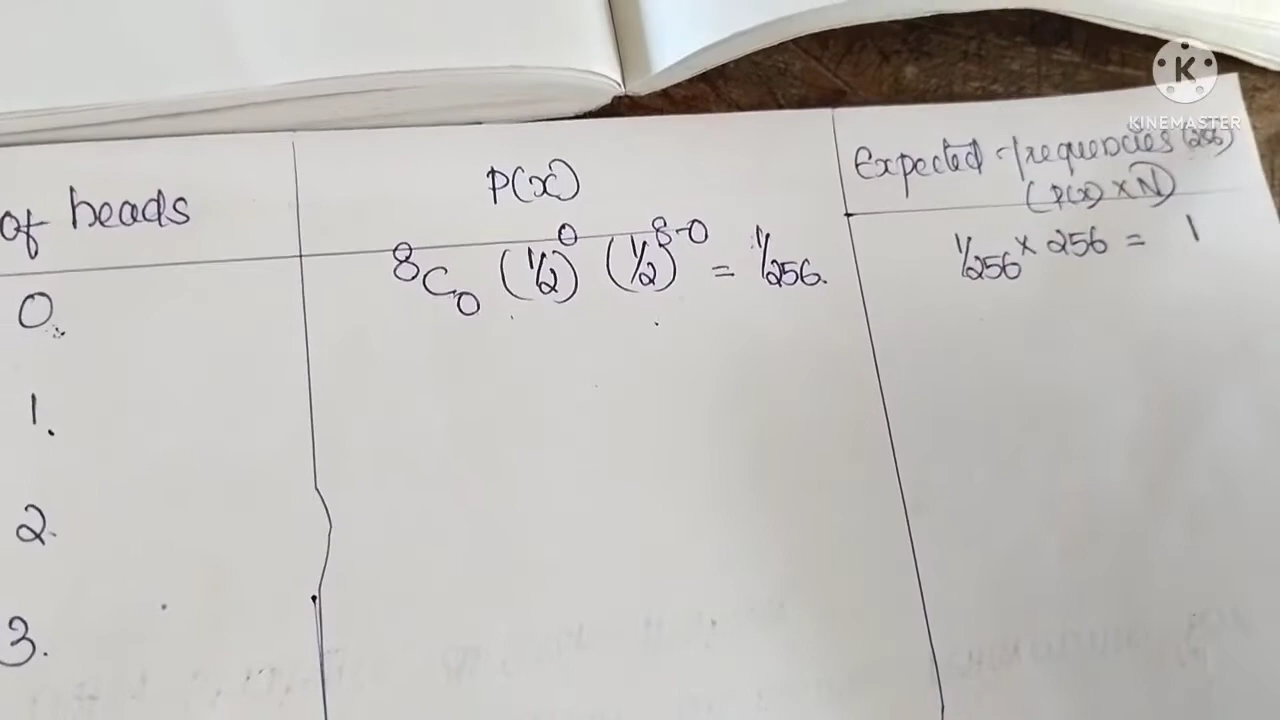 K
KINEMASTER
of heads
P(x)
Expected frequencies (256)
(P(x) × N)
0.
⁸C₀ (1/2)⁰ (1/2)⁸⁻⁰ = 1/256.
1/256 × 256 = 1
1.
2.
3.